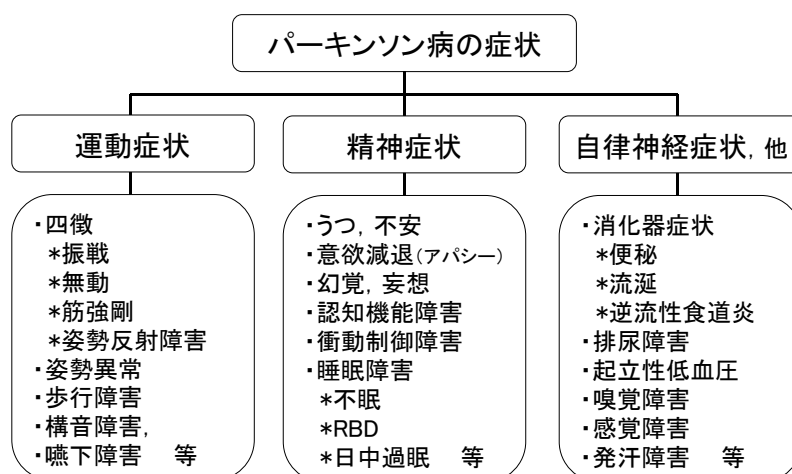 パーキンソン病の症状
運動症状
・四徴
*振戦
*無動
*筋強剛
*姿勢反射障害
・姿勢異常
・歩行障害
・構音障害,
・嚥下障害 等
精神症状
・うつ, 不安
・意欲減退(アパシー)
・幻覚, 妄想
・認知機能障害
・衝動制御障害
・睡眠障害
*不眠
*RBD
*日中過眠 等
自律神経症状, 他
・消化器症状
*便秘
*流涎
*逆流性食道炎
・排尿障害
・起立性低血圧
・嗅覚障害
・感覚障害
・発汗障害 等